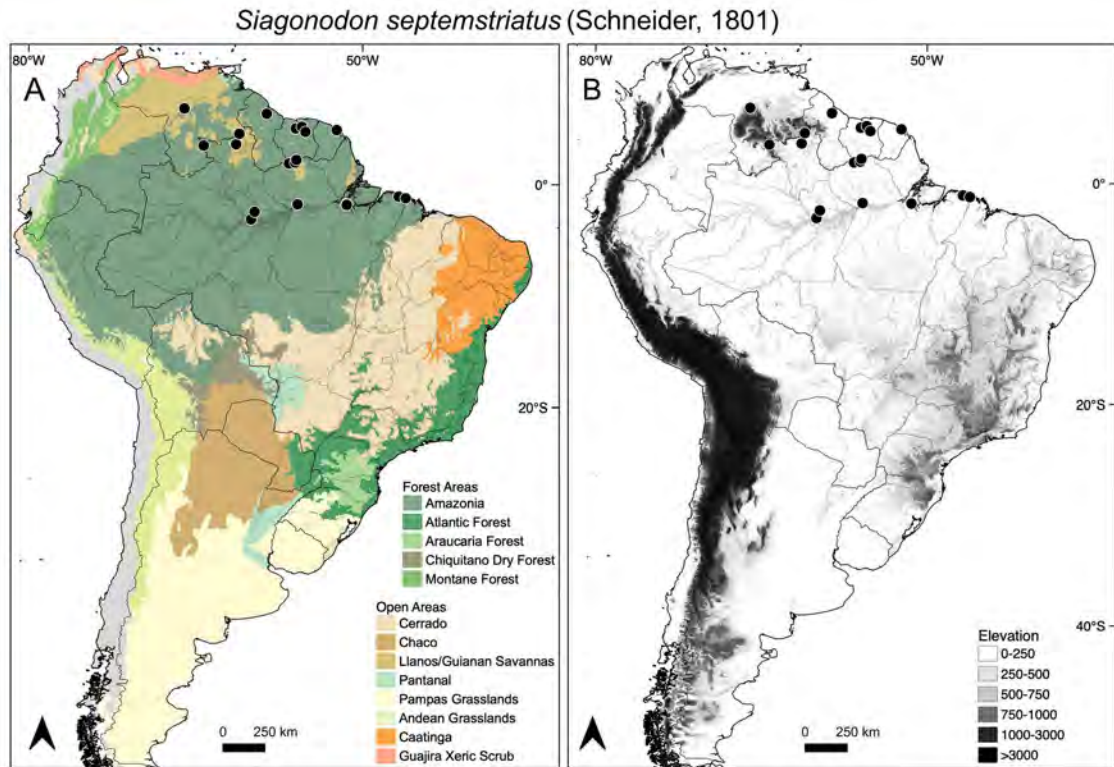 Siagonodon septemstriatus (Schneider, 1801)
80°W
50°W
A
0°
20°S
Forest Areas
Amazonia
Atlantic Forest
Araucaria Forest
Chiquitano Dry Forest
Montane Forest
Open Areas
Cerrado
Chaco
Llanos/Guianan Savannas
Pantanal
Pampas Grasslands
Andean Grasslands
Caatinga
Guajira Xeric Scrub
0 250 km
80°W
50°W
B
0°
20°S
40°S
Elevation
0-250
250-500
500-750
750-1000
1000-3000
>3000
0 250 km